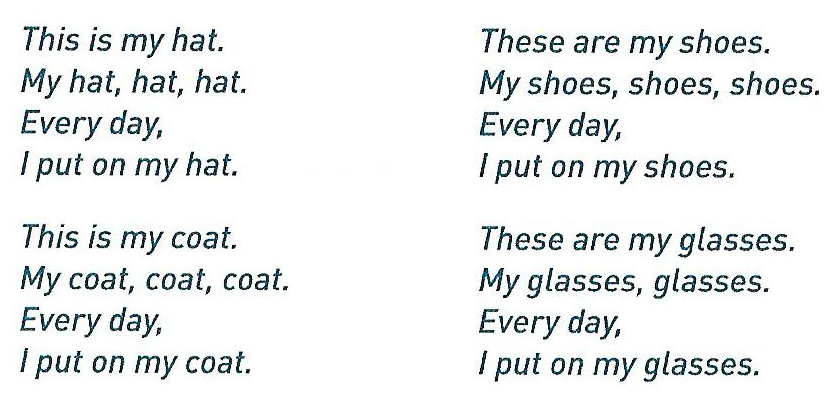 This is my hat.
My hat, hat, hat.
Every day,
I put on my hat.
This is my coat.
My coat, coat, coat.
Every day,
I put on my coat.
These are my shoes.
My shoes, shoes, shoes.
Every day,
I put on my shoes.
These are my glasses.
My glasses, glasses.
Every day,
I put on my glasses.